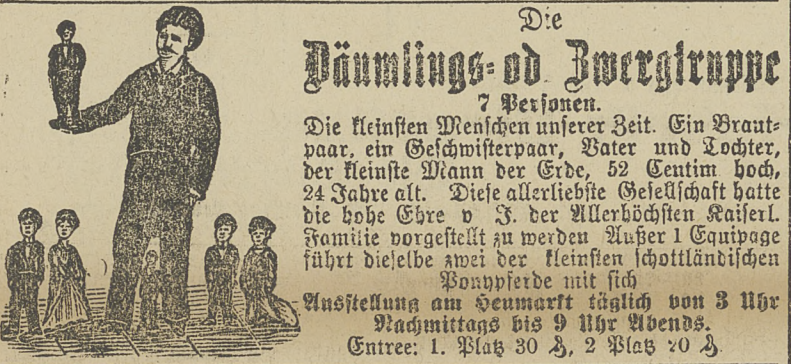 Die
Däumlings- od. Zwergtruppe
7 Personen.
Die kleinsten Menschen unserer Zeit. Ein Braut-
paar, ein Geschwisterpaar, Vater und Tochter,
der kleinste Mann der Erde, 52 Centim hoch,
24 Jahre alt. Diese allerliebste Gesellschaft hatte
die hohe Ehre v J. der Allerhöchsten Kaiserl.
Familie vorgestellt zu werden Außer 1 Equipage
führt dieselbe zwei der kleinsten schottländischen
Ponypferde mit sich
Ausstellung am Heumarkt täglich von 3 Uhr
Nachmittags bis 9 Uhr Abends.
Entree: 1. Platz 30 ₰, 2 Platz 20 ₰.